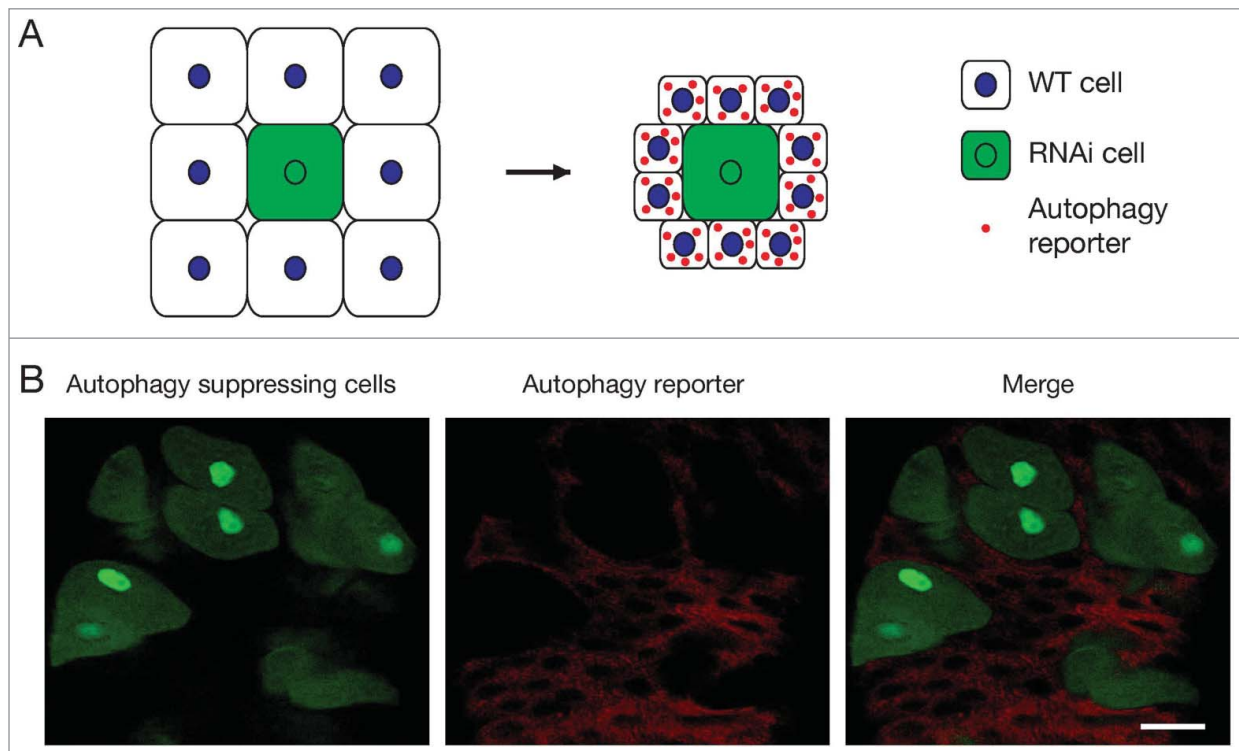 A
WT cell
RNAi cell
Autophagy
reporter
B
Autophagy suppressing cells
Autophagy reporter
Merge